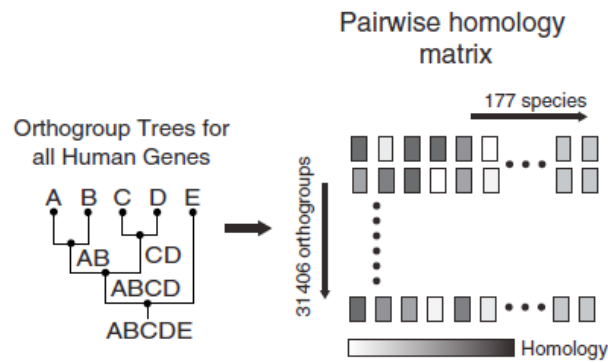 Pairwise homology
matrix
177 species
Orthogroup Trees for
all Human Genes
A B C D E
AB
CD
ABCD
ABCDE
31 406 orthogroups
Homology